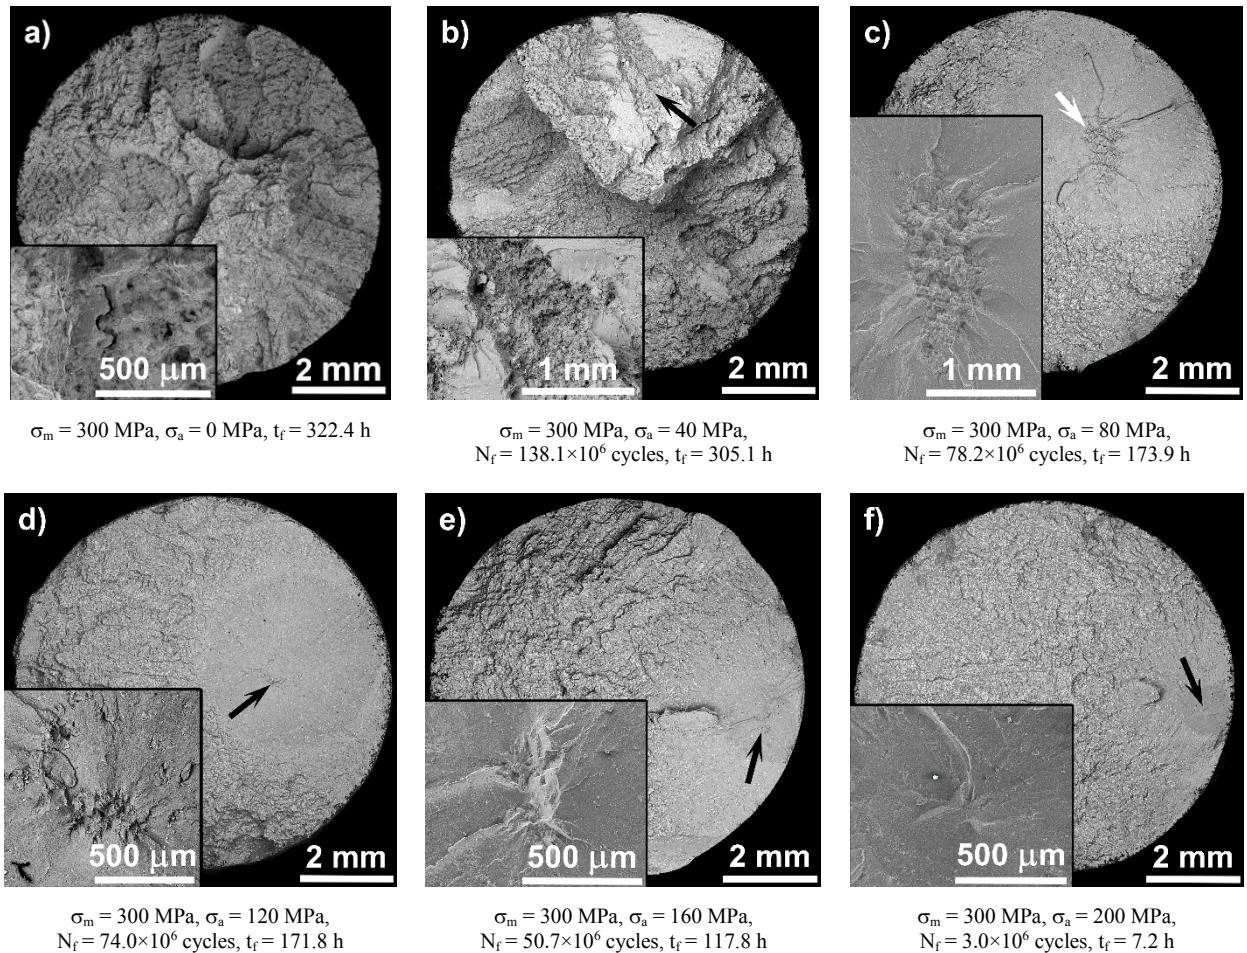 a)
500 µm
2 mm
b)
1 mm
2 mm
c)
1 mm
2 mm
σm = 300 MPa, σa = 0 MPa, tf = 322.4 h
σm = 300 MPa, σa = 40 MPa,
Nf = 138.1×10⁶ cycles, tf = 305.1 h
σm = 300 MPa, σa = 80 MPa,
Nf = 78.2×10⁶ cycles, tf = 173.9 h
d)
500 µm
2 mm
e)
500 µm
2 mm
f)
500 µm
2 mm
σm = 300 MPa, σa = 120 MPa,
Nf = 74.0×10⁶ cycles, tf = 171.8 h
σm = 300 MPa, σa = 160 MPa,
Nf = 50.7×10⁶ cycles, tf = 117.8 h
σm = 300 MPa, σa = 200 MPa,
Nf = 3.0×10⁶ cycles, tf = 7.2 h